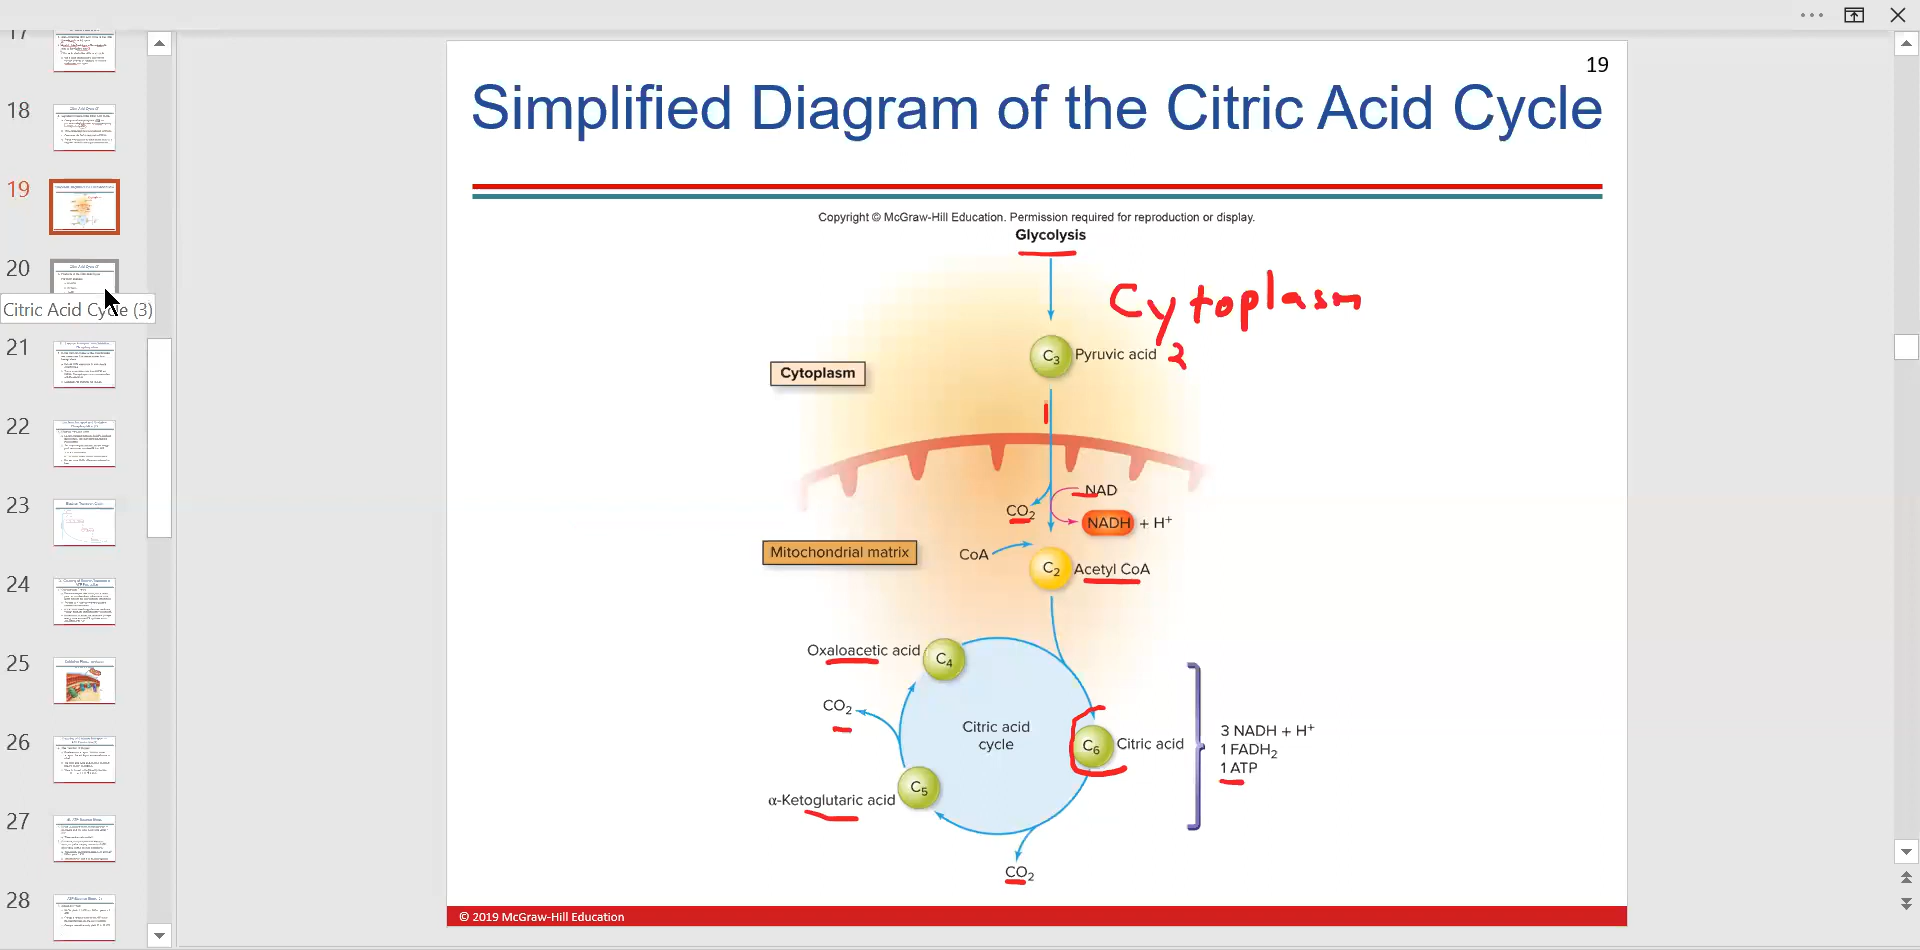 17
18
19
20
Citric Acid Cycle (3)
21
22
23
24
25
26
27
28
19
Simplified Diagram of the Citric Acid Cycle
Copyright © McGraw-Hill Education. Permission required for reproduction or display.
Glycolysis
Cytoplasm
C3 Pyruvic acid 2
Cytoplasm
1
NAD
CO2
NADH + H+
Mitochondrial matrix
CoA
C2 Acetyl CoA
Oxaloacetic acid C4
CO2
Citric acid
cycle
C6 Citric acid
3 NADH + H+
1 FADH2
1 ATP
α-Ketoglutaric acid C5
CO2
© 2019 McGraw-Hill Education